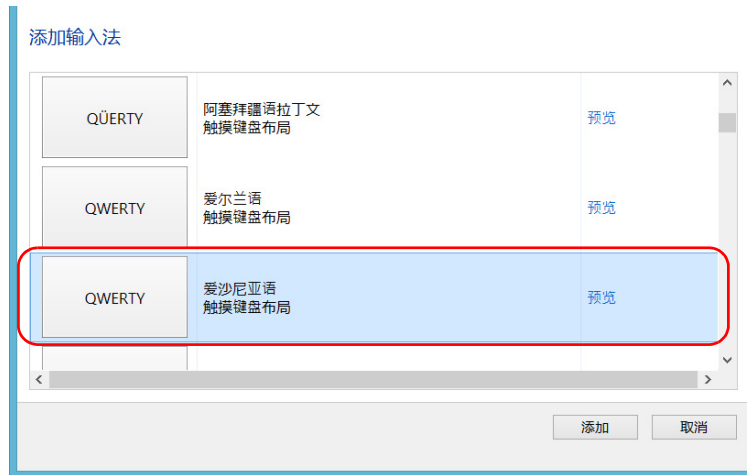 添加输入法
QÜERTY
阿塞拜疆语拉丁文
触摸键盘布局
预览
QWERTY
爱尔兰语
触摸键盘布局
预览
QWERTY
爱沙尼亚语
触摸键盘布局
预览
添加
取消